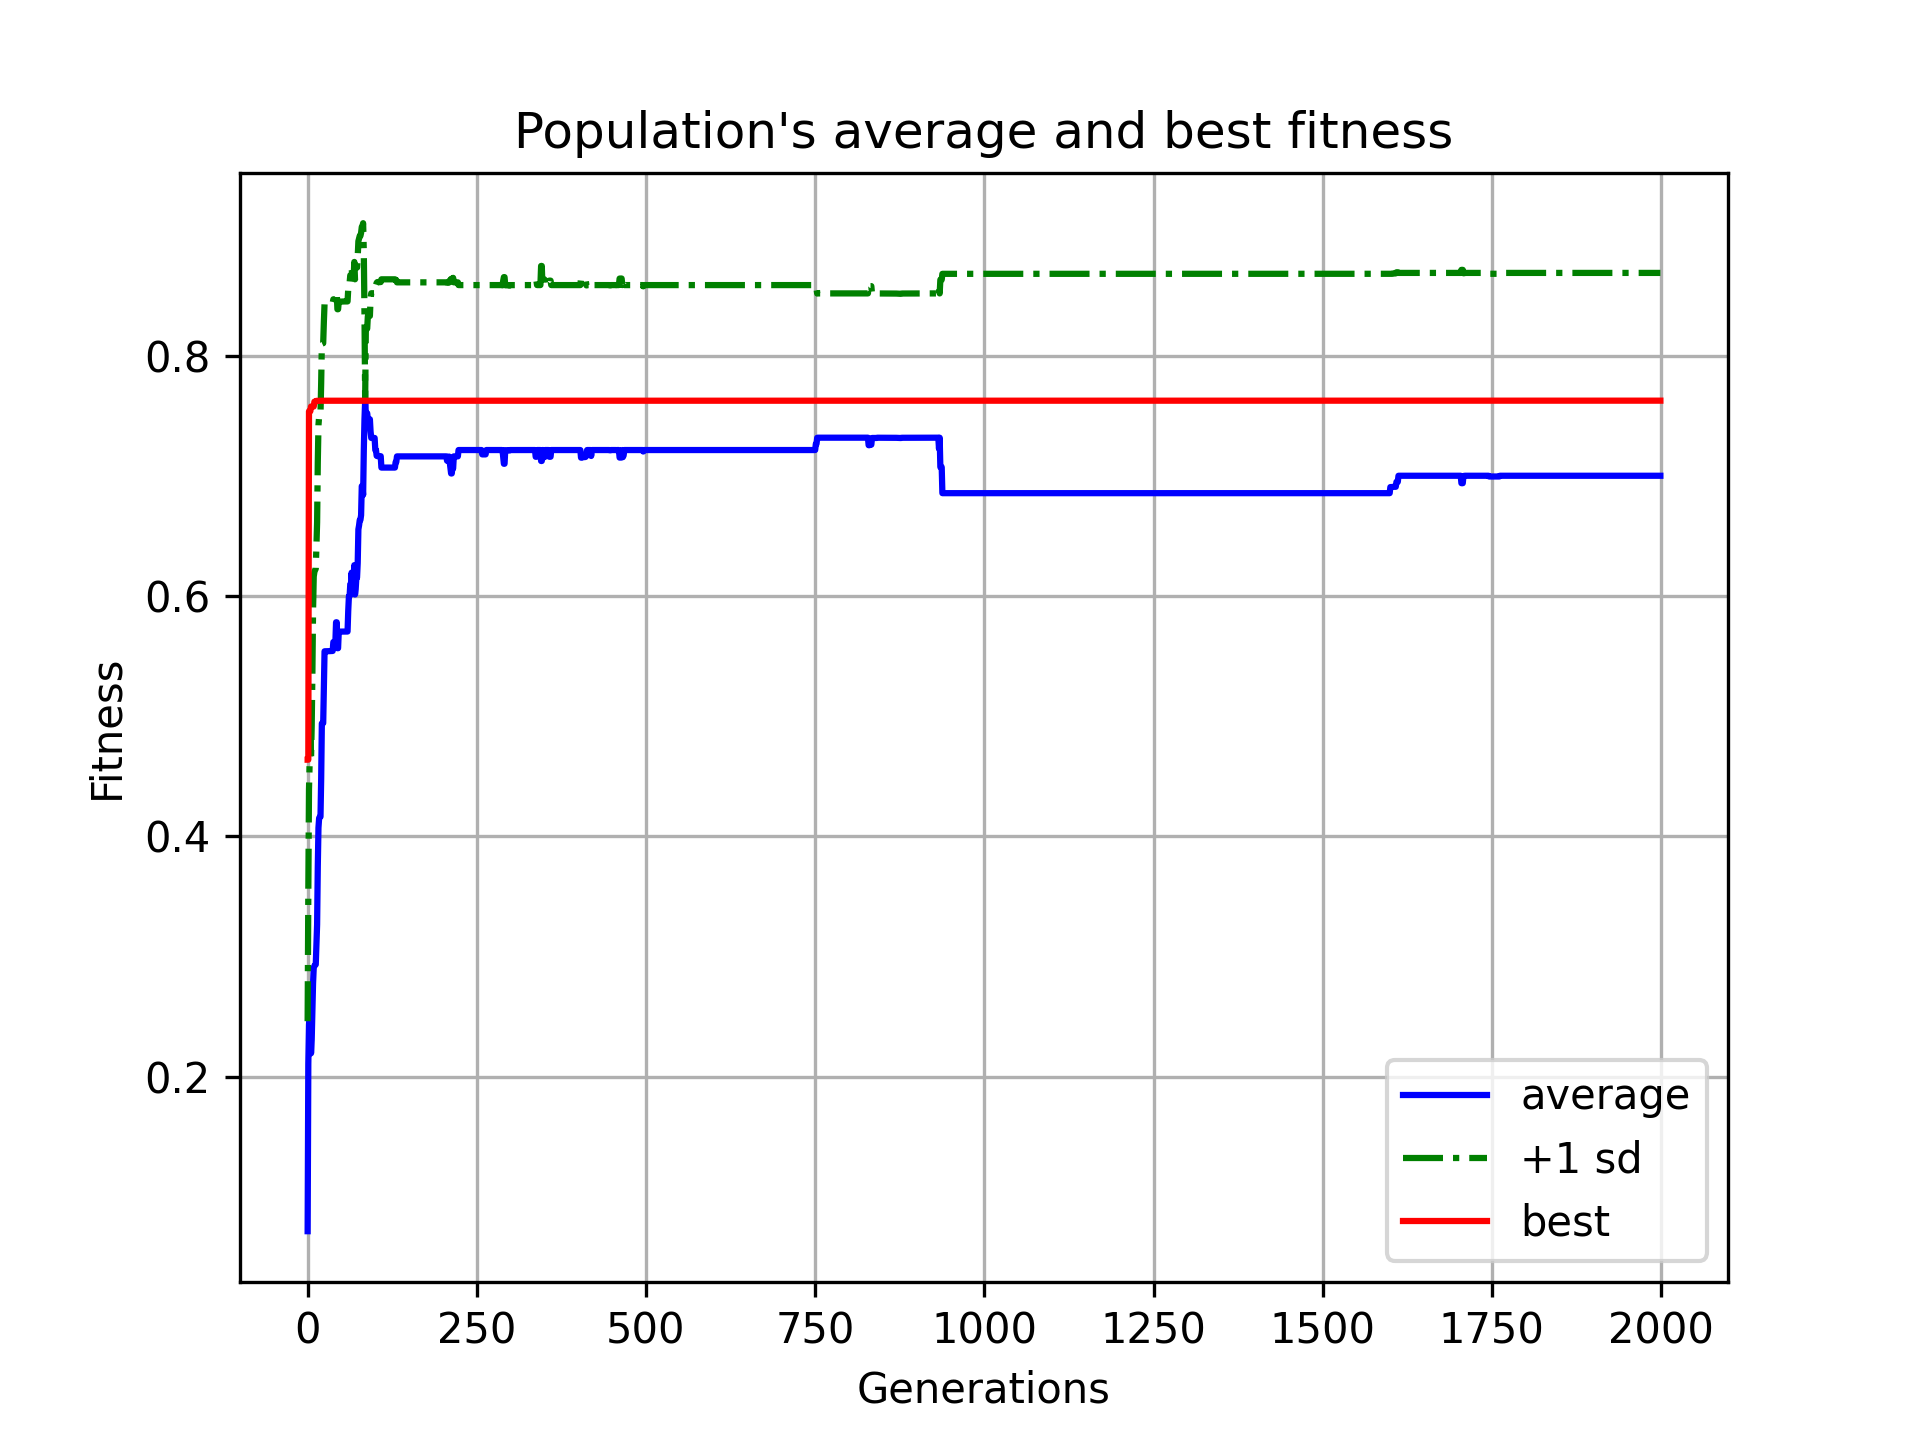 Population's average and best fitness
Fitness
0.8
0.6
0.4
0.2
0 250 500 750 1000 1250 1500 1750 2000
Generations
average
+1 sd
best